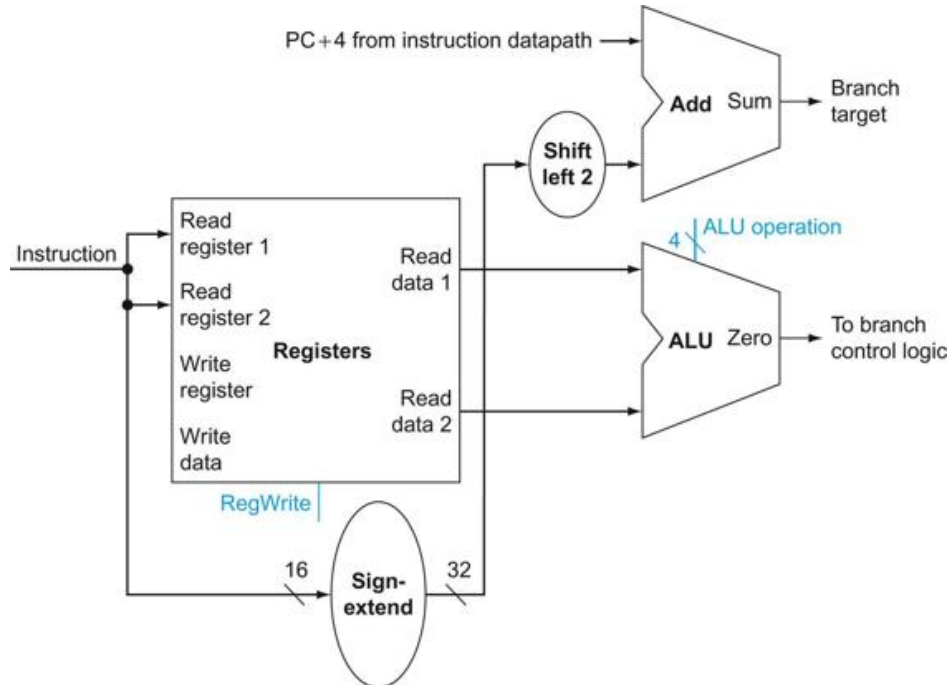 PC+4 from instruction datapath
Add
Sum
Branch
target
Shift
left 2
Instruction
Read
register 1
Read
register 2
Write
register
Write
data
Registers
Read
data 1
Read
data 2
RegWrite
4
ALU operation
ALU
Zero
To branch
control logic
16
Sign-
extend
32